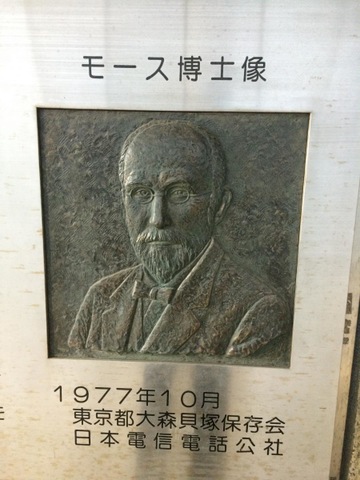 モース博士像
1977年10月
東京都大森貝塚保存会
日本電信電話公社